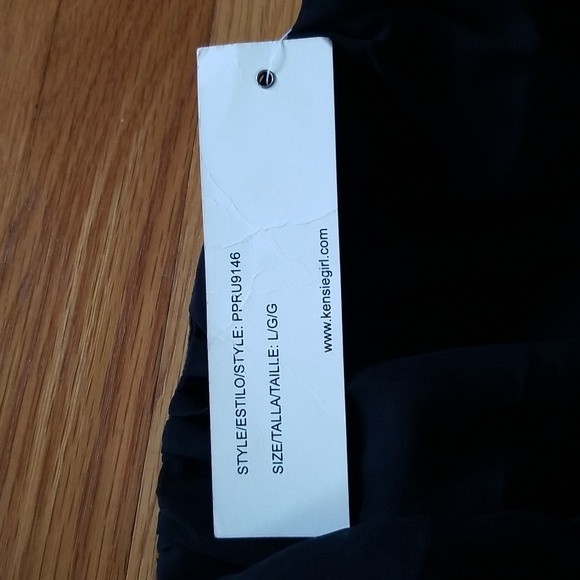 STYLE/ESTILO/STYLE: PPRU9146
SIZE/TALLA/TAILLE: L/G/G
www.kensiegirl.com